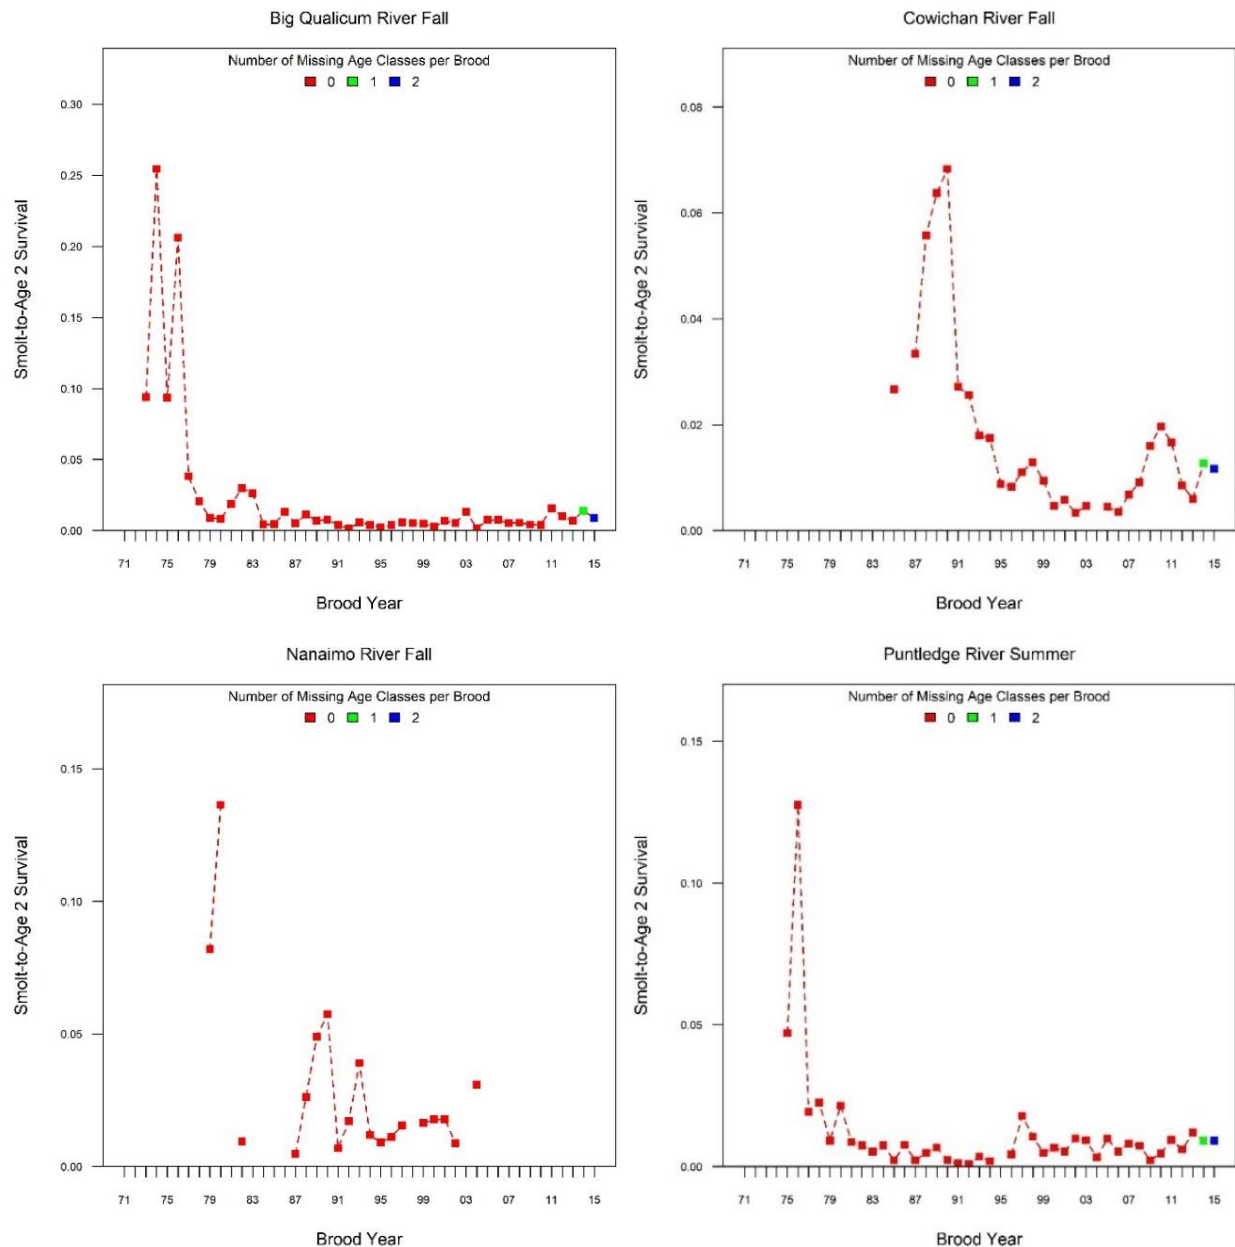 Big Qualicum River Fall
Number of Missing Age Classes per Brood
0 1 2
0.30
0.25
0.20
0.15
0.10
0.05
0.00
Smolt-to-Age 2 Survival
71 75 79 83 87 91 95 99 03 07 11 15
Brood Year
Cowichan River Fall
Number of Missing Age Classes per Brood
0 1 2
0.08
0.06
0.04
0.02
0.00
Smolt-to-Age 2 Survival
71 75 79 83 87 91 95 99 03 07 11 15
Brood Year
Nanaimo River Fall
Number of Missing Age Classes per Brood
0 1 2
0.15
0.10
0.05
0.00
Smolt-to-Age 2 Survival
71 75 79 83 87 91 95 99 03 07 11 15
Brood Year
Puntledge River Summer
Number of Missing Age Classes per Brood
0 1 2
0.15
0.10
0.05
0.00
Smolt-to-Age 2 Survival
71 75 79 83 87 91 95 99 03 07 11 15
Brood Year